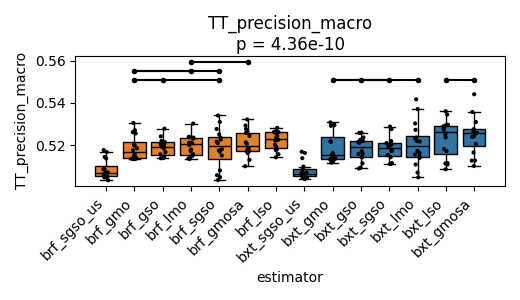 TT_precision_macro
p = 4.36e-10
TT_precision_macro
0.56
0.54
0.52
brf_sgso_us
brf_gmo
brf_gso
brf_lmo
brf_sgso
brf_gmosa
brf_lso
bxt_sgso_us
bxt_gmo
bxt_gso
bxt_sgso
bxt_lmo
bxt_lso
bxt_gmosa
estimator